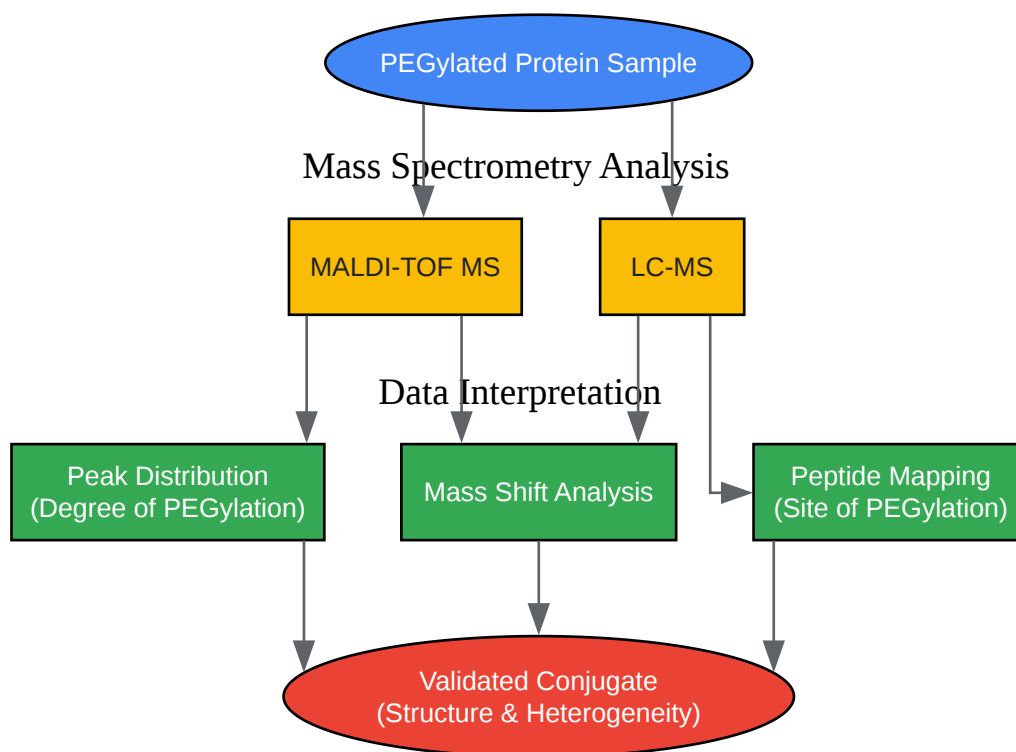 PEGylated Protein Sample
Mass Spectrometry Analysis
MALDI-TOF MS
LC-MS
Data Interpretation
Peak Distribution
(Degree of PEGylation)
Mass Shift Analysis
Peptide Mapping
(Site of PEGylation)
Validated Conjugate
(Structure & Heterogeneity)